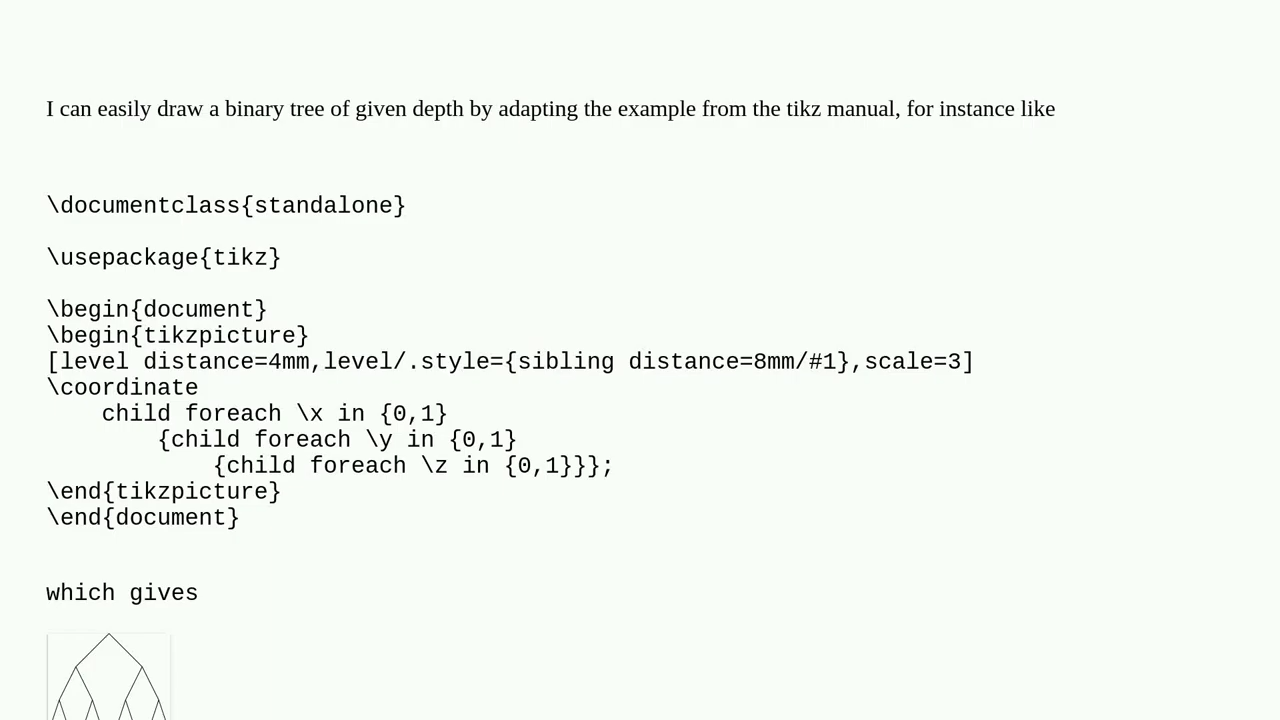 I can easily draw a binary tree of given depth by adapting the example from the tikz manual, for instance like
\documentclass{standalone}
\usepackage{tikz}
\begin{document}
\begin{tikzpicture}
[level distance=4mm,level/.style={sibling distance=8mm/#1},scale=3]
\coordinate
    child foreach \x in {0,1}
        {child foreach \y in {0,1}
            {child foreach \z in {0,1}}};
\end{tikzpicture}
\end{document}
which gives